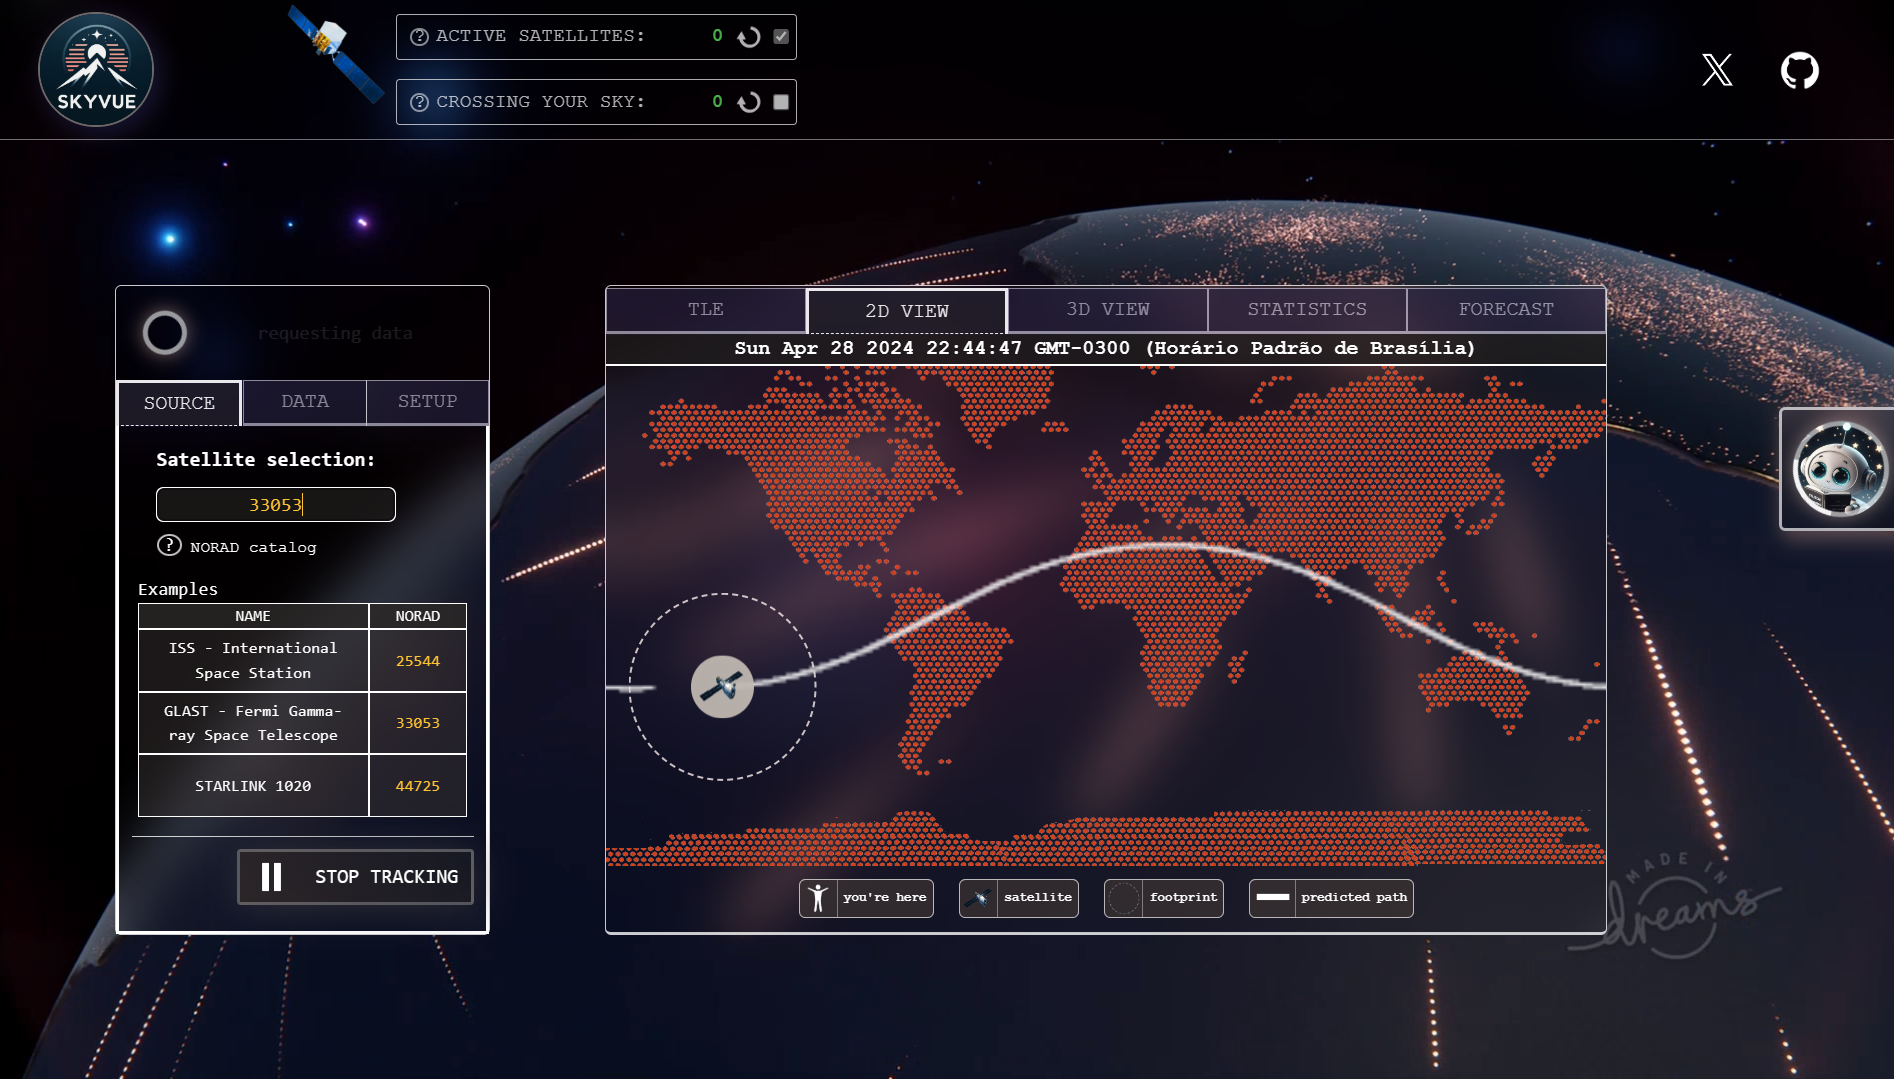 SKYVUE
ACTIVE SATELLITES: 0
CROSSING YOUR SKY: 0
requesting data
SOURCE DATA SETUP
Satellite selection:
33053
NORAD catalog
Examples
NAME NORAD
ISS - International
Space Station
25544
GLAST - Fermi Gamma-
ray Space Telescope
33053
STARLINK 1020 44725
STOP TRACKING
TLE 2D VIEW 3D VIEW STATISTICS FORECAST
Sun Apr 28 2024 22:44:47 GMT-0300 (Horário Padrão de Brasília)
you're here satellite footprint predicted path
MADE IN
dreams